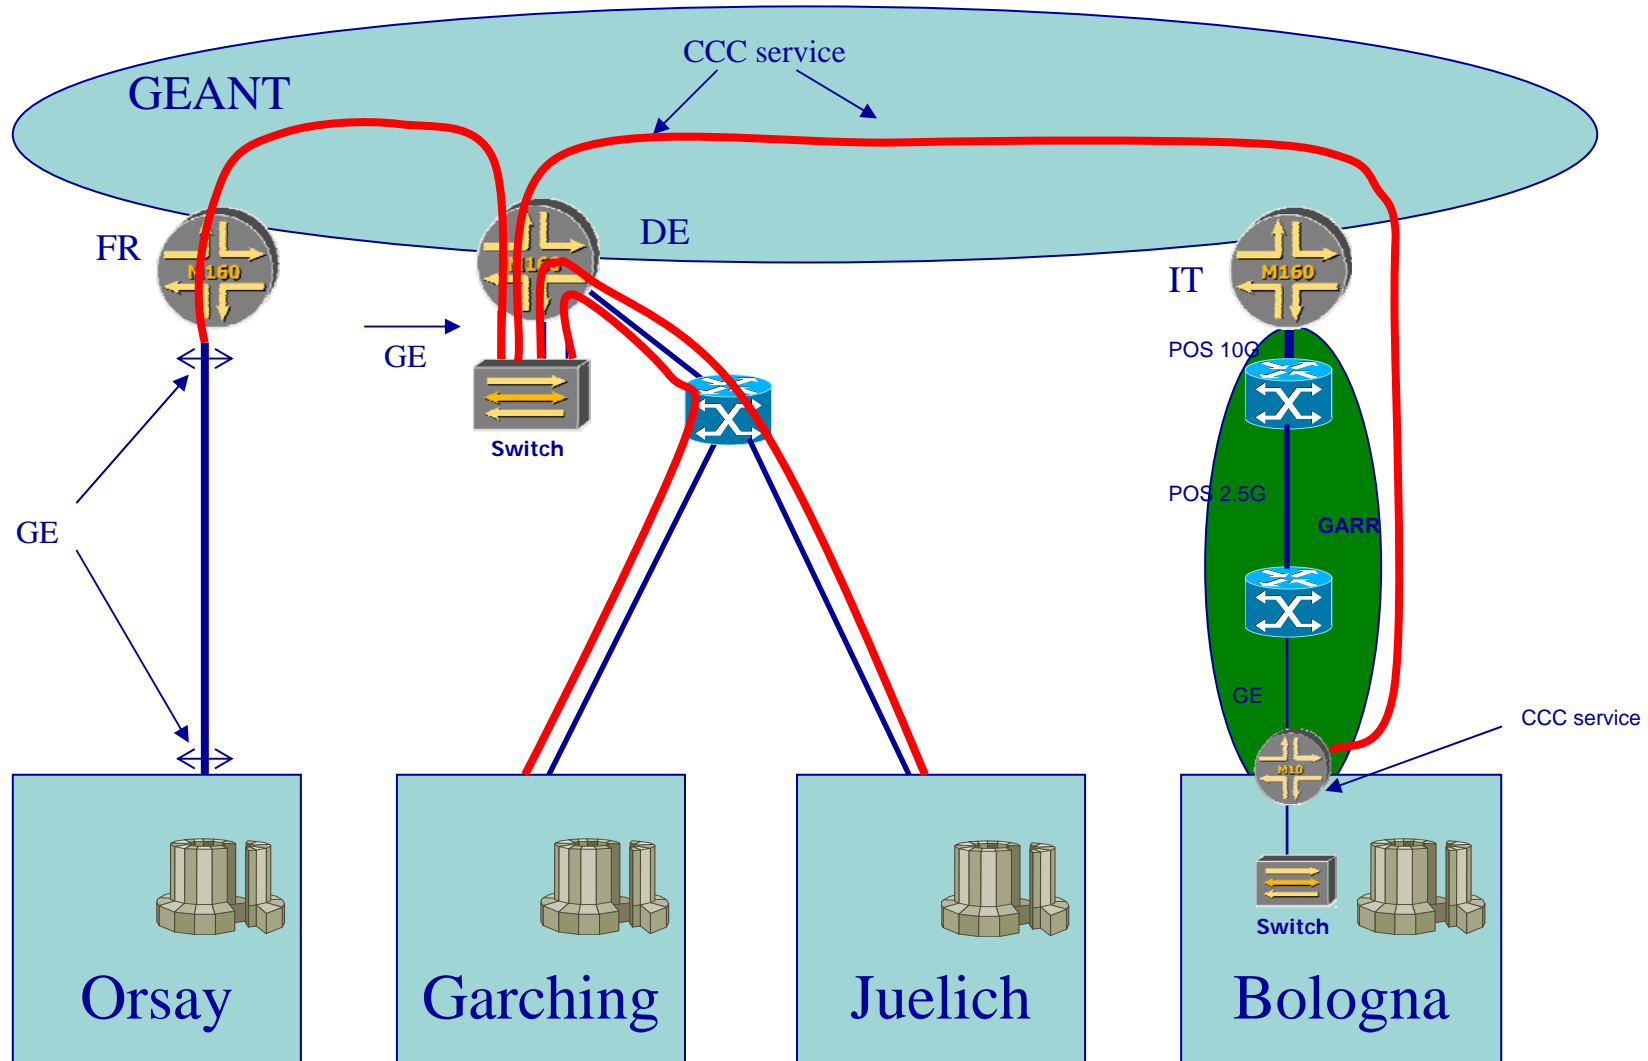 CCC service
GEANT
FR
DE
IT
M160
M160
M160
GE
POS 10G
Switch
POS 2.5G
GARR
GE
GE
CCC service
M10
Switch
Orsay
Garching
Juelich
Bologna